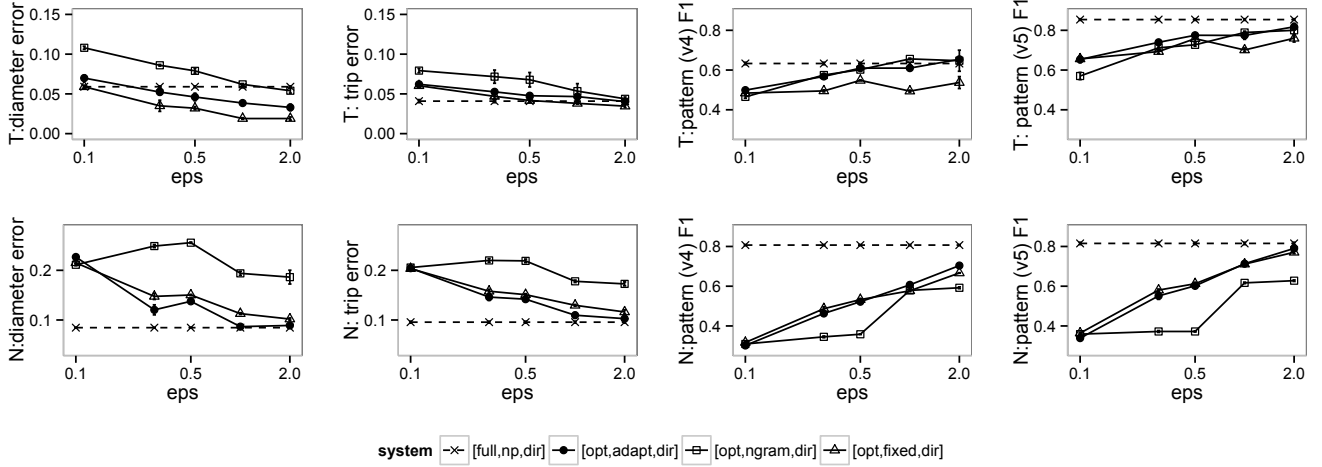 T:diameter error
0.15
0.10
0.05
0.00
0.1
0.5
2.0
eps
T: trip error
0.15
0.10
0.05
0.00
0.1
0.5
2.0
eps
T:pattern (v4) F1
0.8
0.6
0.4
0.1
0.5
2.0
eps
T: pattern (v5) F1
0.8
0.6
0.4
0.1
0.5
2.0
eps
N:diameter error
0.2
0.1
0.1
0.5
2.0
eps
N: trip error
0.2
0.1
0.1
0.5
2.0
eps
N:pattern (v4) F1
0.8
0.6
0.4
0.1
0.5
2.0
eps
N:pattern (v5) F1
0.8
0.6
0.4
0.1
0.5
2.0
eps
system [full,np,dir] [opt,adapt,dir] [opt,ngram,dir] [opt,fixed,dir]